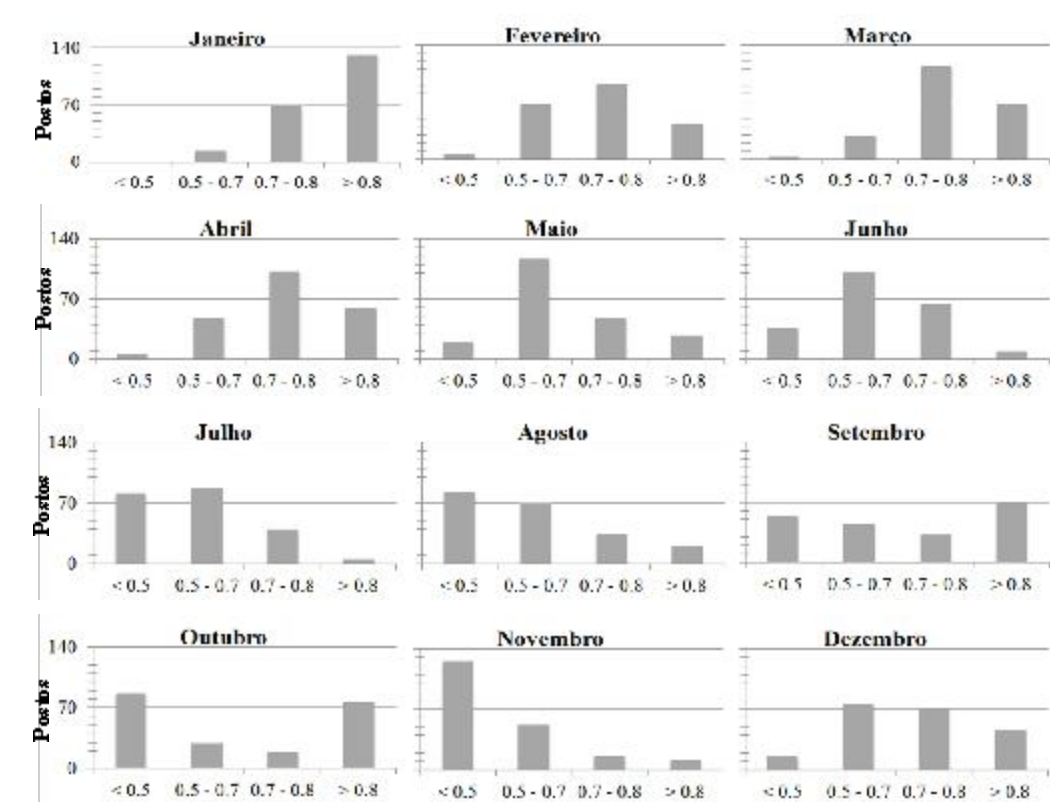 Janeiro Fevereiro Março
140
70
0
Postos
< 0.5 0.5 - 0.7 0.7 - 0.8 > 0.8 < 0.5 0.5 - 0.7 0.7 - 0.8 > 0.8 < 0.5 0.5 - 0.7 0.7 - 0.8 > 0.8
Abril Maio Junho
140
70
0
Postos
< 0.5 0.5 - 0.7 0.7 - 0.8 > 0.8 < 0.5 0.5 - 0.7 0.7 - 0.8 > 0.8 < 0.5 0.5 - 0.7 0.7 - 0.8 > 0.8
Julho Agosto Setembro
140
70
0
Postos
< 0.5 0.5 - 0.7 0.7 - 0.8 > 0.8 < 0.5 0.5 - 0.7 0.7 - 0.8 > 0.8 < 0.5 0.5 - 0.7 0.7 - 0.8 > 0.8
Outubro Novembro Dezembro
140
70
0
Postos
< 0.5 0.5 - 0.7 0.7 - 0.8 > 0.8 < 0.5 0.5 - 0.7 0.7 - 0.8 > 0.8 < 0.5 0.5 - 0.7 0.7 - 0.8 > 0.8